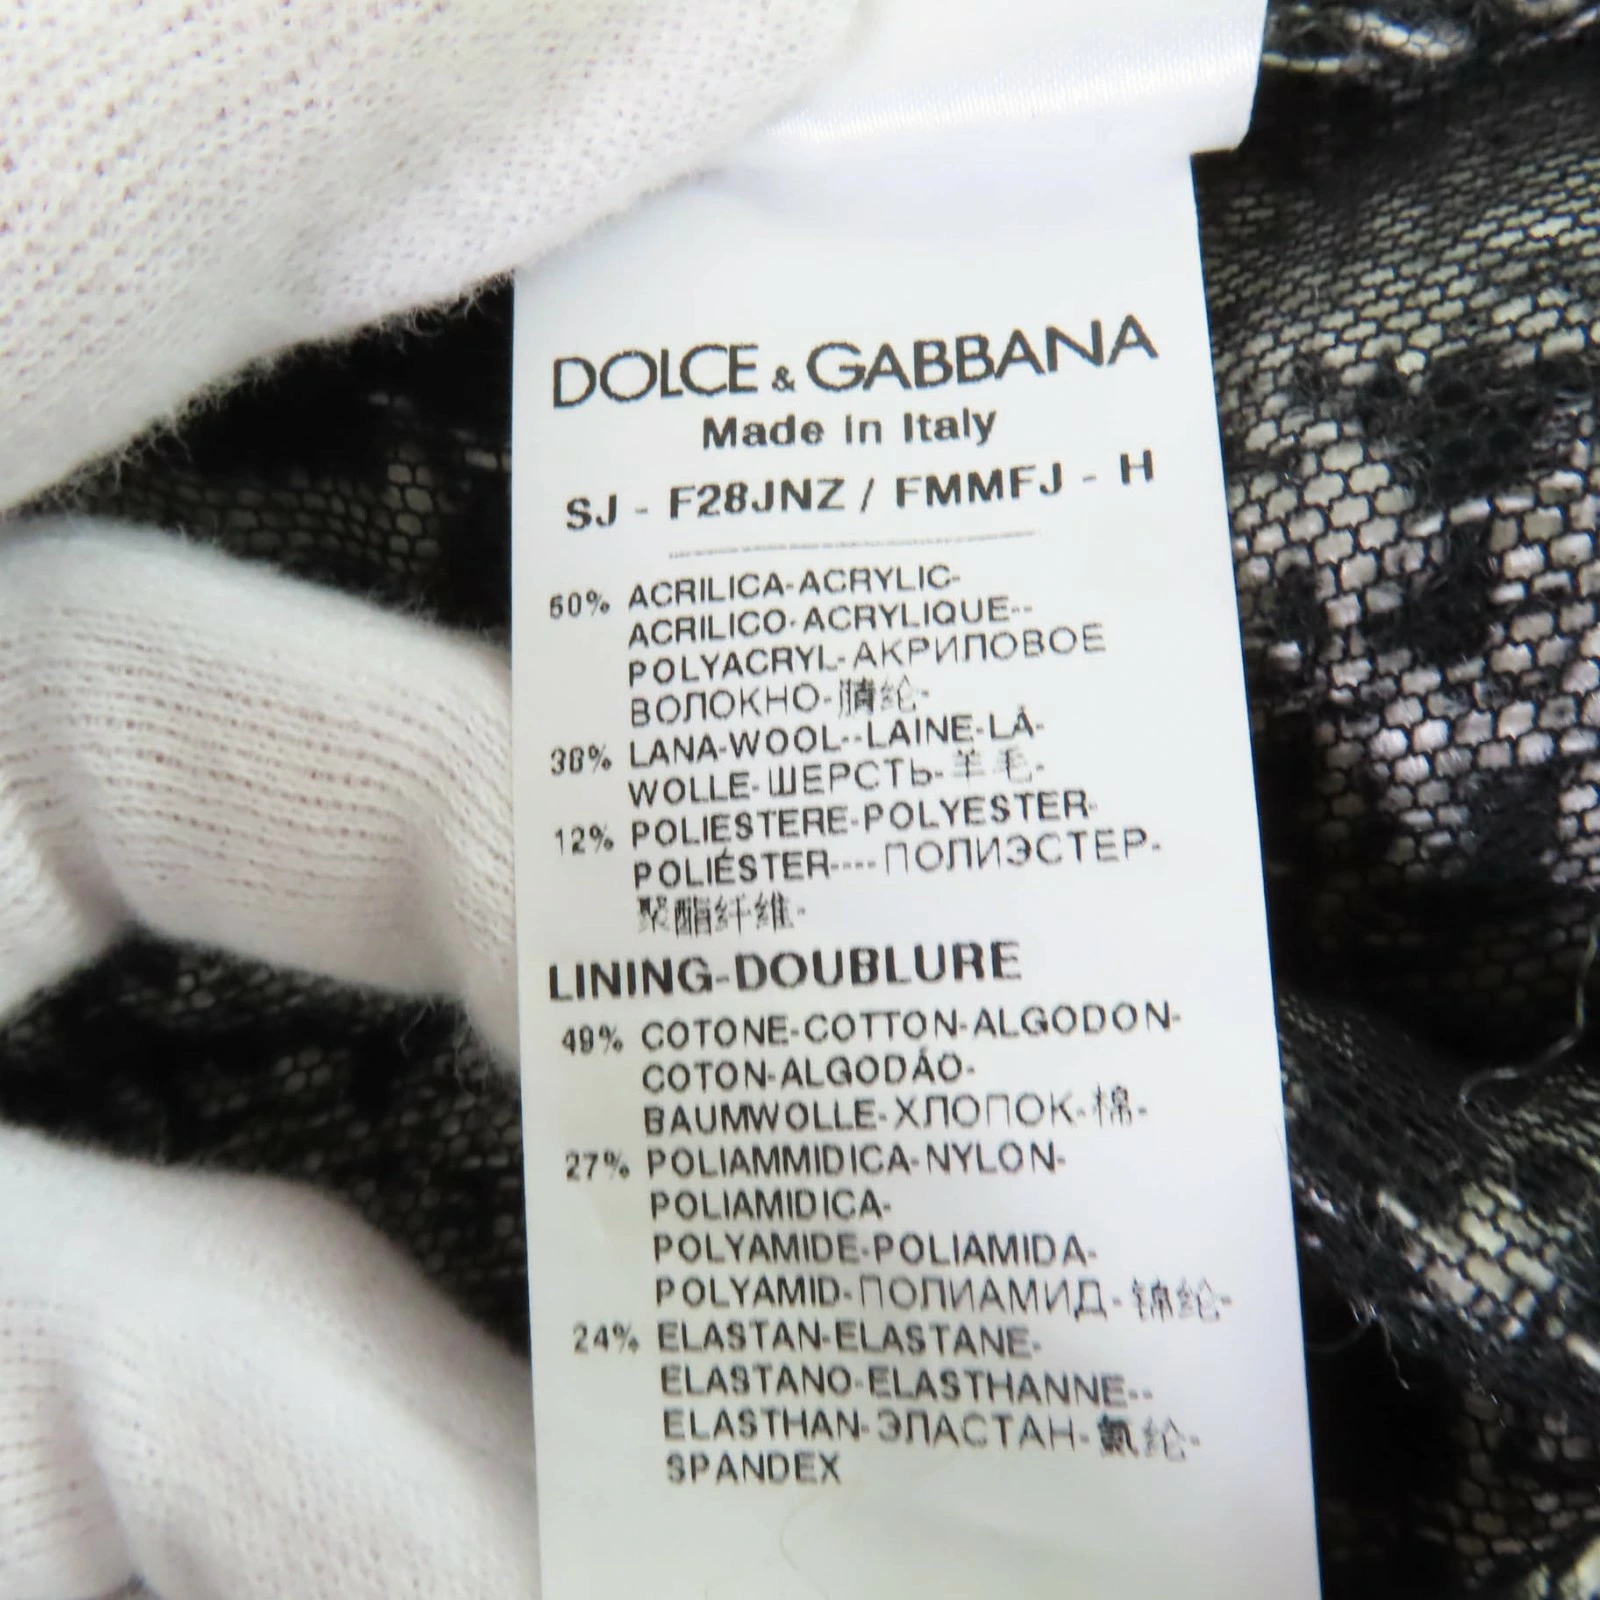 DOLCE & GABBANA
Made in Italy
SJ - F28JNZ / FMMFJ - H
50% ACRILICA-ACRYLIC-
ACRILICO-ACRYLIQUE--
POLYACRYL-АКРИЛОВОЕ
ВОЛОКНО-腈纶-
38% LANA-WOOL--LAINE-LÃ-
WOLLE-ШЕРСТЬ-羊毛-
12% POLIESTERE-POLYESTER-
POLIÉSTER----ПОЛИЭСТЕР-
聚酯纤维-
LINING-DOUBLURE
49% COTONE-COTTON-ALGODON-
COTON-ALGODÃO-
BAUMWOLLE-ХЛОПОК-棉-
27% POLIAMMIDICA-NYLON-
POLIAMIDICA-
POLYAMIDE-POLIAMIDA-
POLYAMID-ПОЛИАМИД-锦纶-
24% ELASTAN-ELASTANE-
ELASTANO-ELASTHANNE--
ELASTHAN-ЭЛАСТАН-氨纶-
SPANDEX